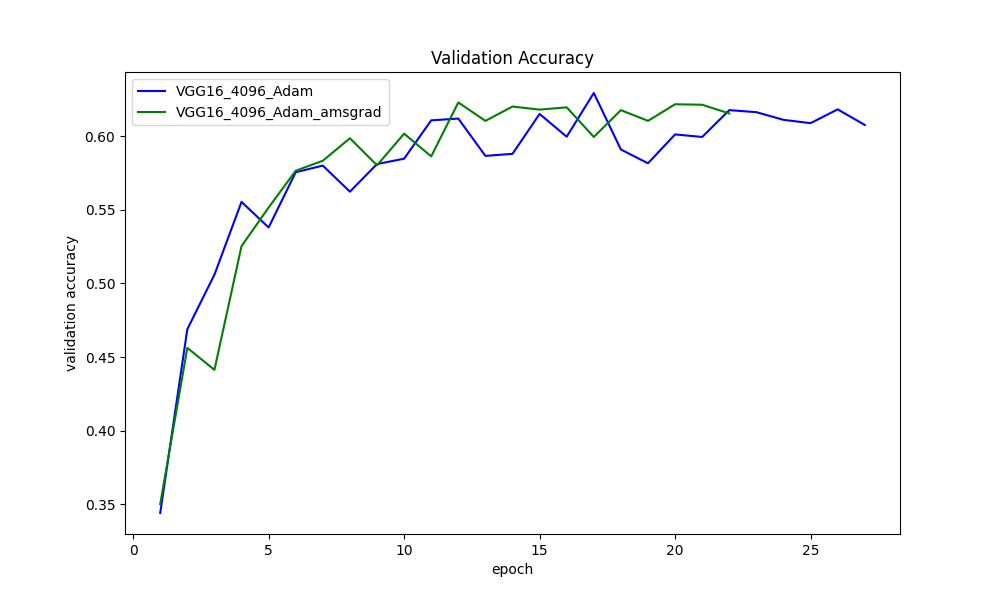 Validation Accuracy
VGG16_4096_Adam
VGG16_4096_Adam_amsgrad
validation accuracy
0.60
0.55
0.50
0.45
0.40
0.35
0 5 10 15 20 25
epoch